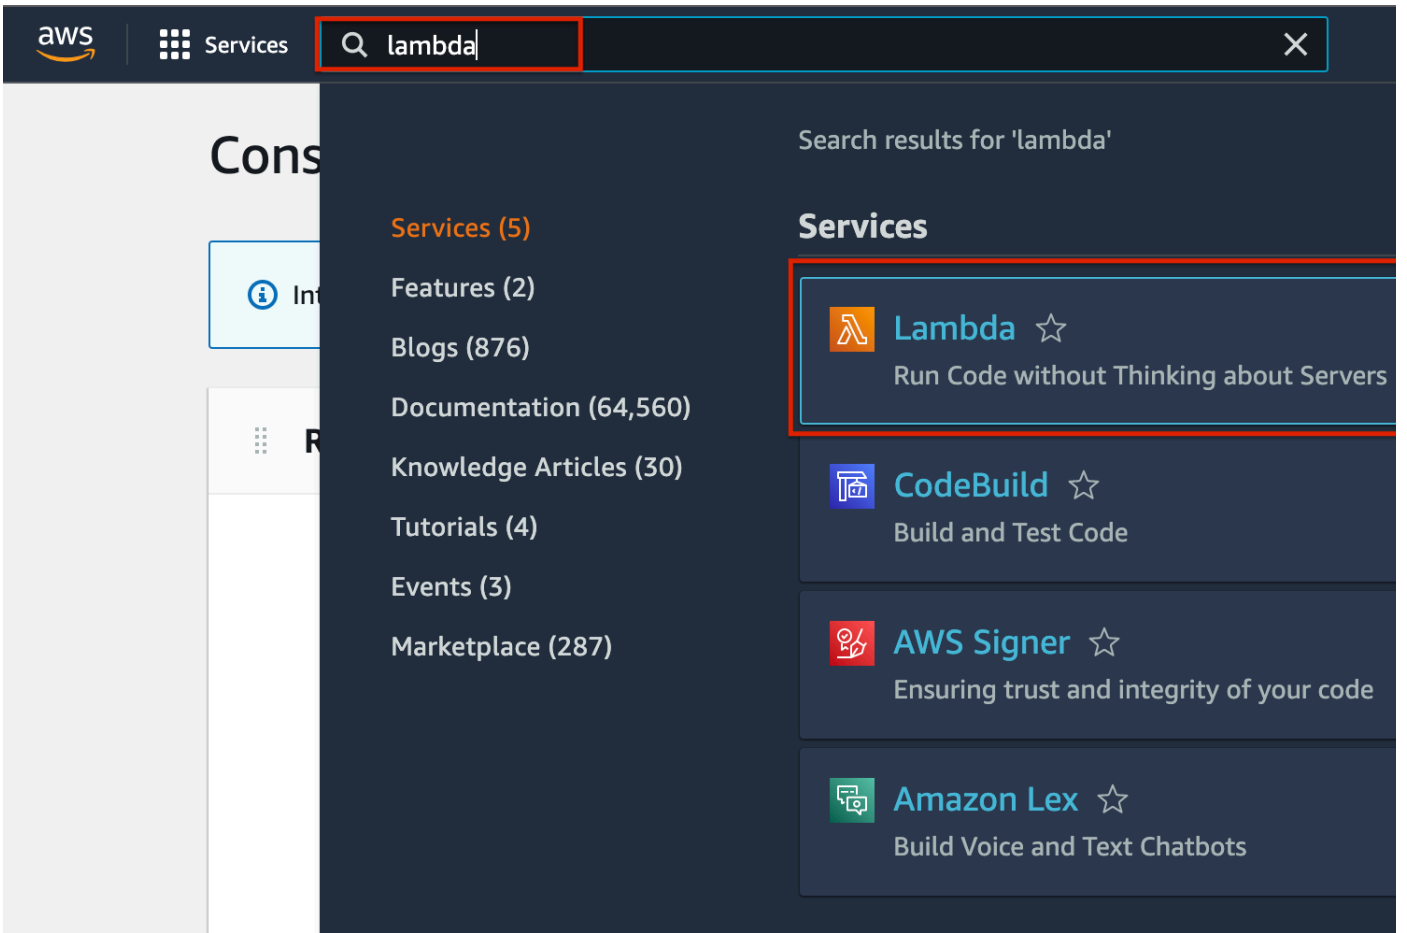 aws
Services
lambda
Cons
Search results for 'lambda'
Services (5)
Features (2)
Blogs (876)
Documentation (64,560)
Knowledge Articles (30)
Tutorials (4)
Events (3)
Marketplace (287)
Services
Lambda
Run Code without Thinking about Servers
CodeBuild
Build and Test Code
AWS Signer
Ensuring trust and integrity of your code
Amazon Lex
Build Voice and Text Chatbots